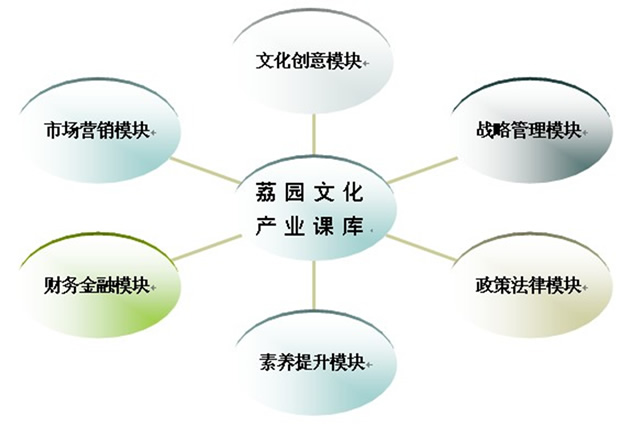 文化创意模块
市场营销模块
战略管理模块
荔园文化
产业课库
财务金融模块
政策法律模块
素养提升模块